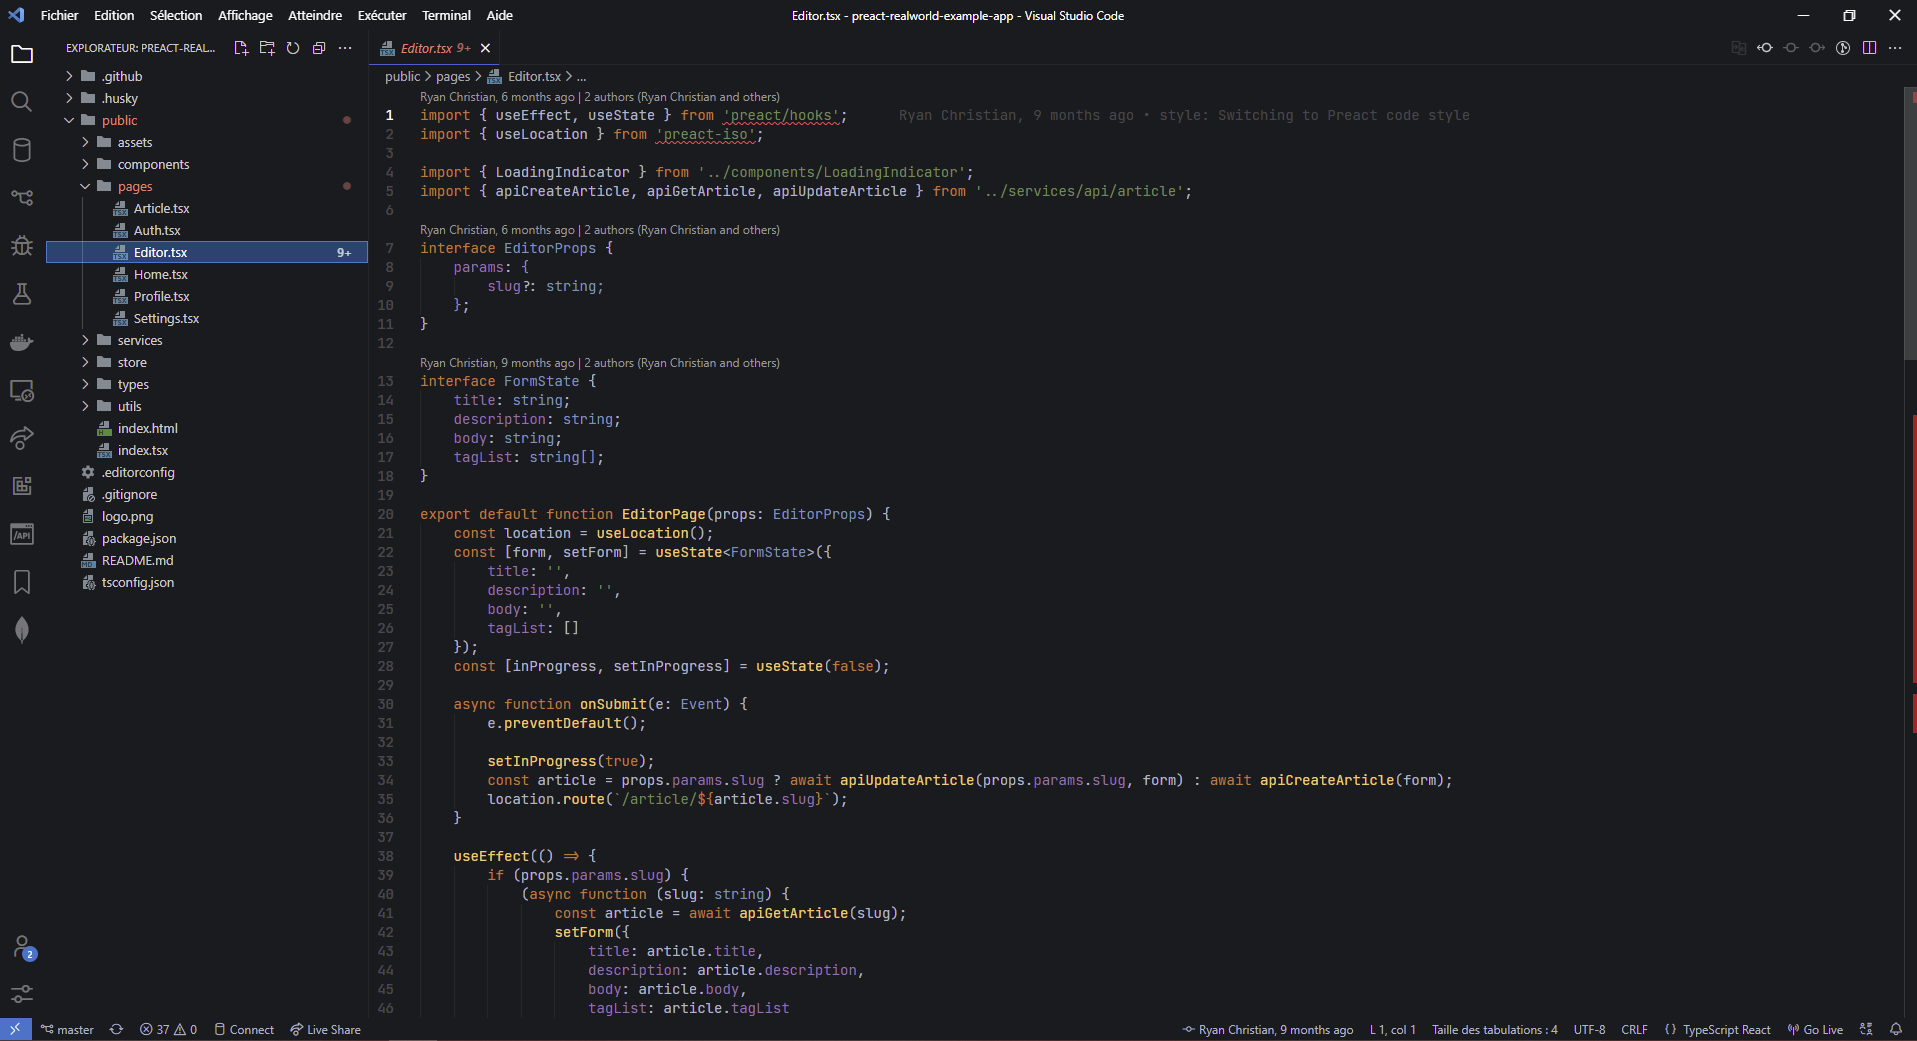 Fichier Edition Sélection Affichage Atteindre Exécuter Terminal Aide
Editor.tsx - preact-realworld-example-app - Visual Studio Code
EXPLORATEUR: PREACT-REAL...
.github
.husky
public
assets
components
pages
Article.tsx
Auth.tsx
Editor.tsx 9+
Home.tsx
Profile.tsx
Settings.tsx
services
store
types
utils
index.html
index.tsx
.editorconfig
.gitignore
logo.png
package.json
README.md
tsconfig.json
Editor.tsx 9+
public > pages > Editor.tsx > ...
Ryan Christian, 6 months ago | 2 authors (Ryan Christian and others)
1 import { useEffect, useState } from 'preact/hooks'; Ryan Christian, 9 months ago • style: Switching to Preact code style
2 import { useLocation } from 'preact-iso';
3
4 import { LoadingIndicator } from '../components/LoadingIndicator';
5 import { apiCreateArticle, apiGetArticle, apiUpdateArticle } from '../services/api/article';
6
Ryan Christian, 6 months ago | 2 authors (Ryan Christian and others)
7 interface EditorProps {
8 params: {
9 slug?: string;
10 };
11 }
12
Ryan Christian, 9 months ago | 2 authors (Ryan Christian and others)
13 interface FormState {
14 title: string;
15 description: string;
16 body: string;
17 tagList: string[];
18 }
19
20 export default function EditorPage(props: EditorProps) {
21 const location = useLocation();
22 const [form, setForm] = useState<FormState>({
23 title: '',
24 description: '',
25 body: '',
26 tagList: []
27 });
28 const [inProgress, setInProgress] = useState(false);
29
30 async function onSubmit(e: Event) {
31 e.preventDefault();
32
33 setInProgress(true);
34 const article = props.params.slug ? await apiUpdateArticle(props.params.slug, form) : await apiCreateArticle(form);
35 location.route(`/article/${article.slug}`);
36 }
37
38 useEffect(() => {
39 if (props.params.slug) {
40 (async function (slug: string) {
41 const article = await apiGetArticle(slug);
42 setForm({
43 title: article.title,
44 description: article.description,
45 body: article.body,
46 tagList: article.tagList
/API
2
master 37 0 Connect Live Share
Ryan Christian, 9 months ago L 1, col 1 Taille des tabulations : 4 UTF-8 CRLF {} TypeScript React Go Live